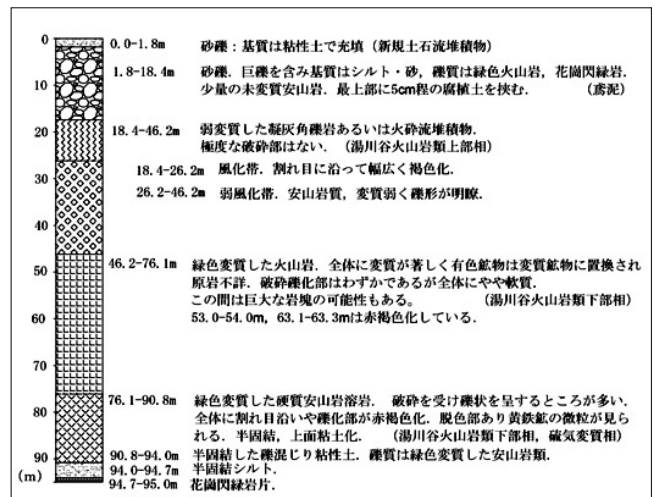 0
10
20
30
40
50
60
70
80
90
(m)
0.0-1.8m 砂礫：基質は粘性土で充填（新規土石流堆積物）
1.8-18.4m 砂礫．巨礫を含み基質はシルト・砂，礫質は緑色火山岩，花崗閃緑岩．
少量の未変質安山岩．最上部に5cm程の腐植土を挟む．（鳶泥）
18.4-46.2m 弱変質した凝灰角礫岩あるいは火砕流堆積物．
極度な破砕部はない．（湯川谷火山岩類上部相）
18.4-26.2m 風化帯．割れ目に沿って幅広く褐色化．
26.2-46.2m 弱風化帯．安山岩質，変質弱く礫形が明瞭．
46.2-76.1m 緑色変質した火山岩．全体に変質が著しく有色鉱物は変質鉱物に置換され
原岩不詳．破砕礫化部はわずかであるが全体にやや軟質．
この間は巨大な岩塊の可能性もある。（湯川谷火山岩類下部相）
53.0-54.0m，63.1-63.3mは赤褐色化している．
76.1-90.8m 緑色変質した硬質安山岩溶岩．破砕を受け礫状を呈するところが多い．
全体に割れ目沿いや礫化部が赤褐色化．脱色部あり黄鉄鉱の微粒が見ら
れる．半固結，上面粘土化．（湯川谷火山岩類下部相，硫気変質相）
90.8-94.0m 半固結した礫混じり粘性土．礫質は緑色変質した安山岩類．
94.0-94.7m 半固結シルト．
94.7-95.0m 花崗閃緑岩片．